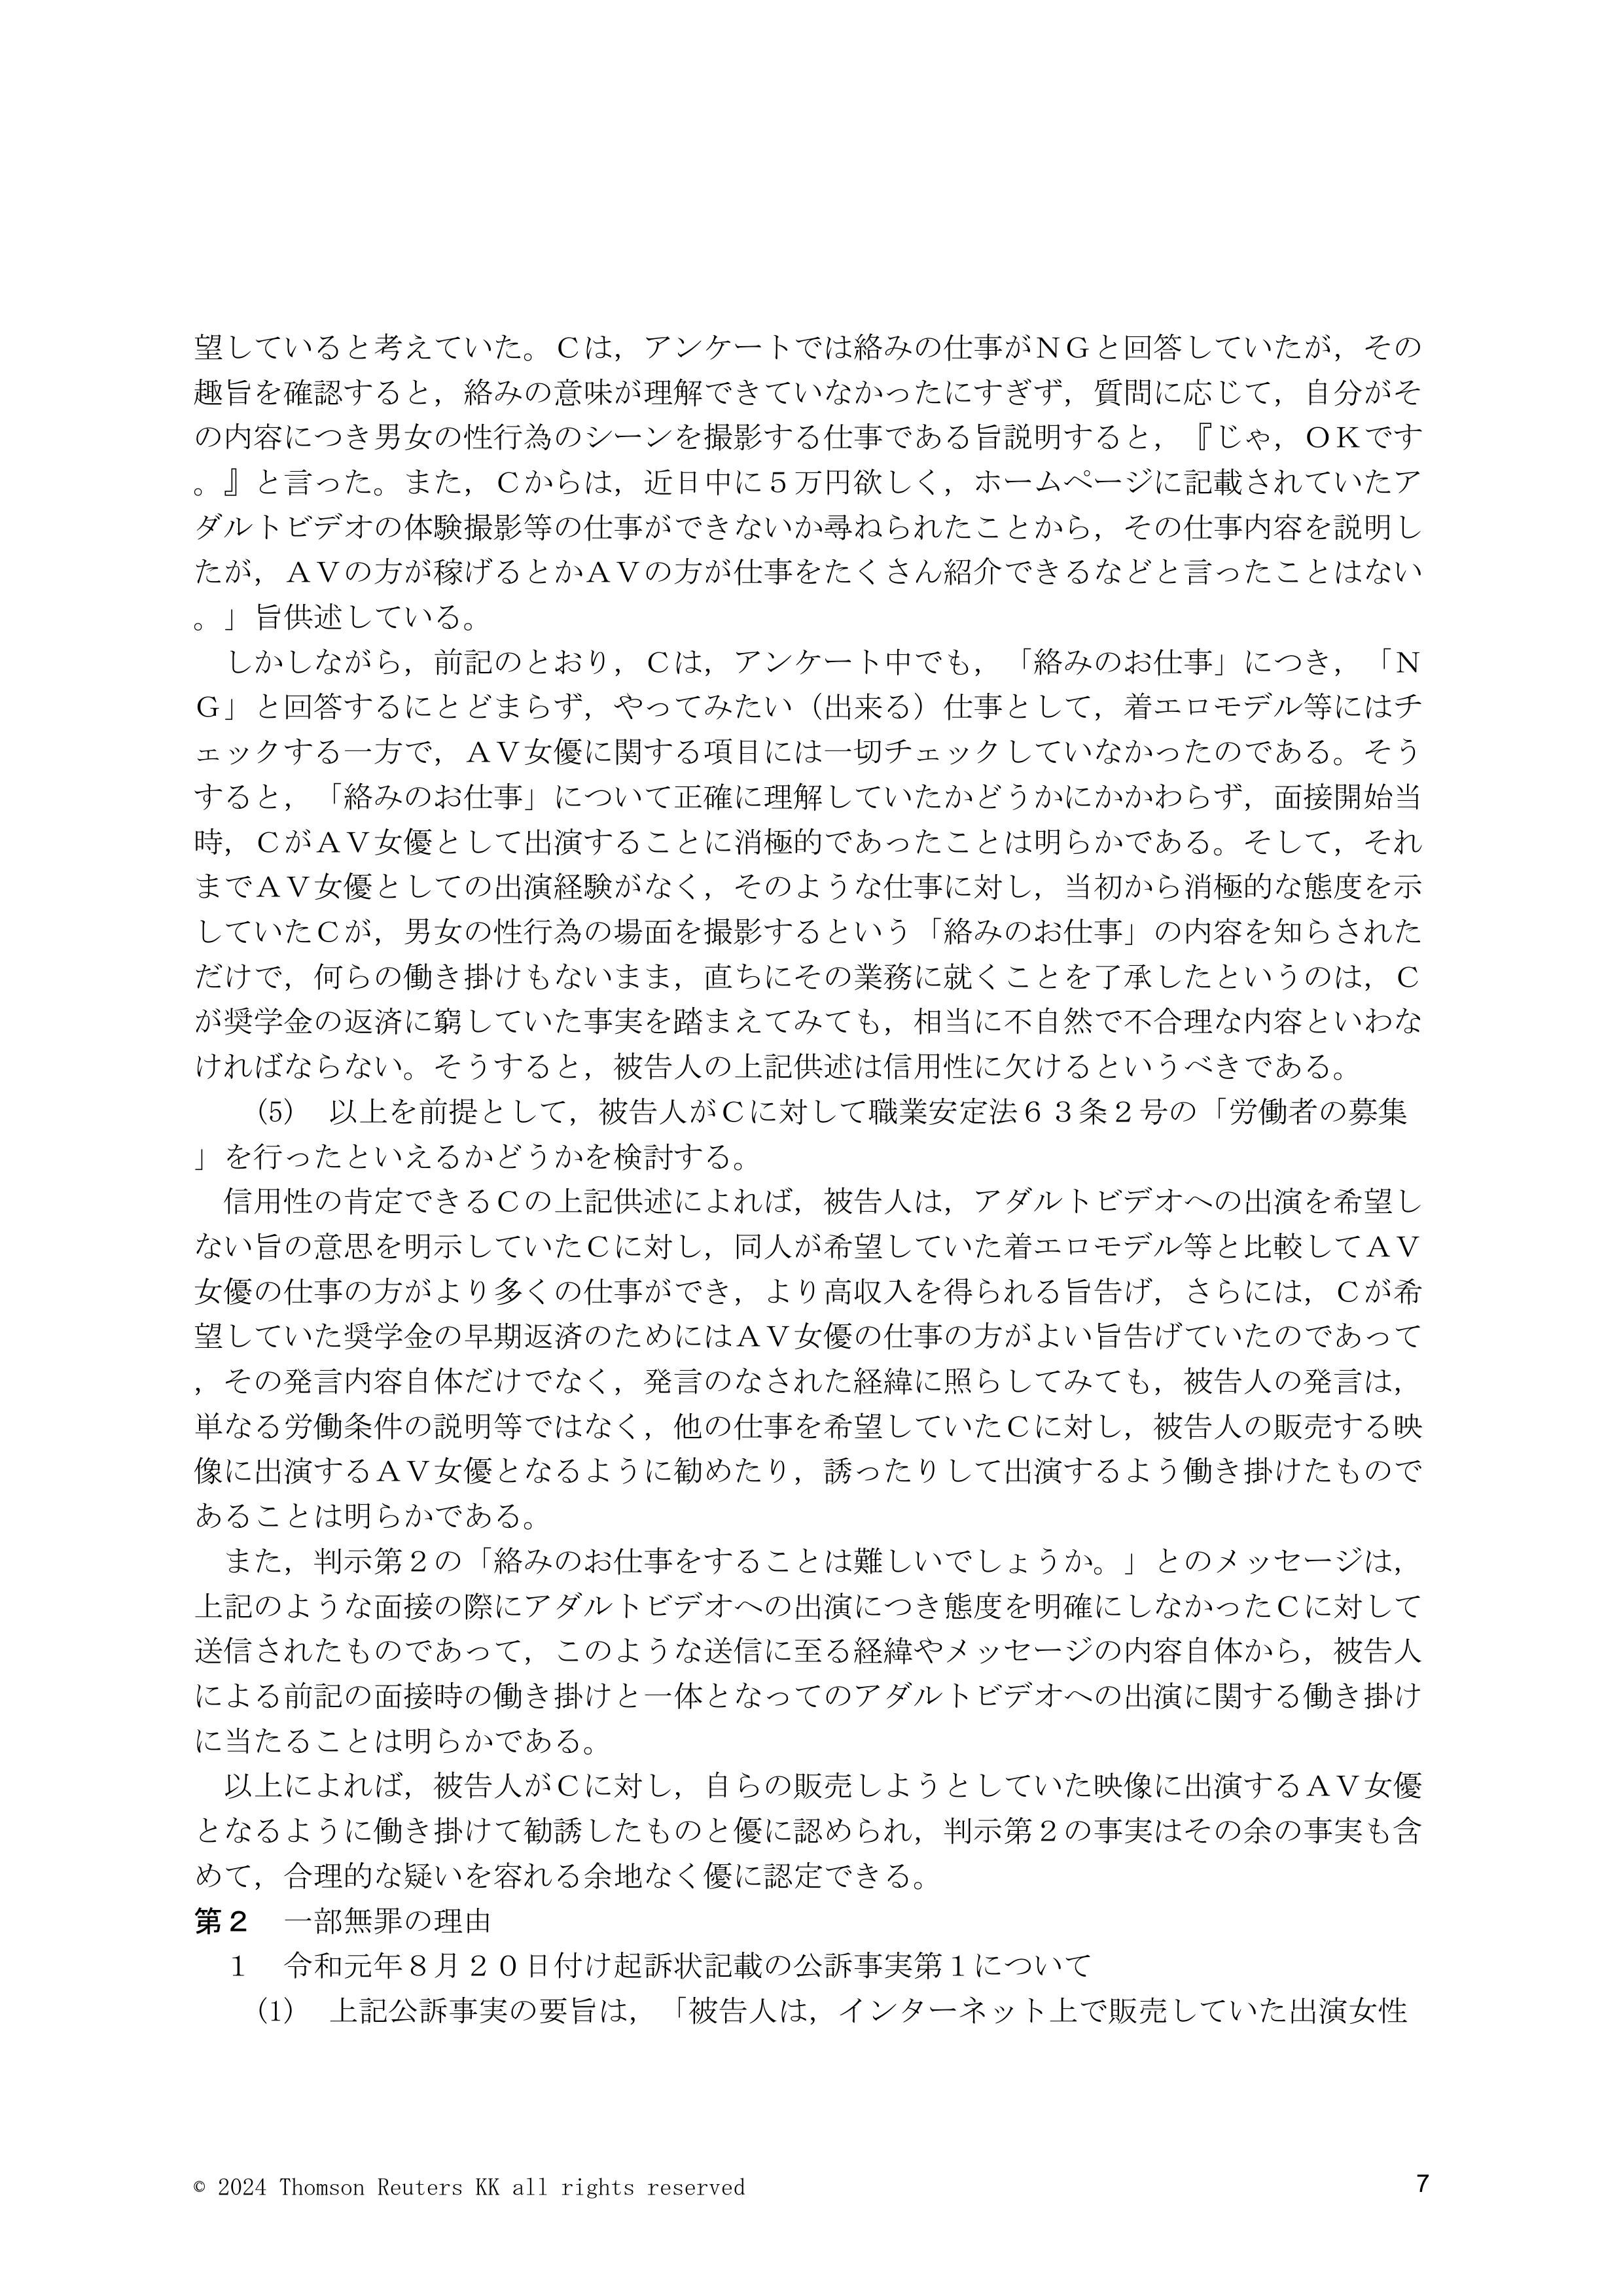 望していると考えていた。Ｃは，アンケートでは絡みの仕事がＮＧと回答していたが，その
趣旨を確認すると，絡みの意味が理解できていなかったにすぎず，質問に応じて，自分がそ
の内容につき男女の性行為のシーンを撮影する仕事である旨説明すると，『じゃ，ＯＫです
。』と言った。また，Ｃからは，近日中に５万円欲しく，ホームページに記載されていたア
ダルトビデオの体験撮影等の仕事ができないか尋ねられたことから，その仕事内容を説明し
たが，ＡＶの方が稼げるとかＡＶの方が仕事をたくさん紹介できるなどと言ったことはない
。」旨供述している。
　しかしながら，前記のとおり，Ｃは，アンケート中でも，「絡みのお仕事」につき，「Ｎ
Ｇ」と回答するにとどまらず，やってみたい（出来る）仕事として，着エロモデル等にはチ
ェックする一方で，ＡＶ女優に関する項目には一切チェックしていなかったのである。そう
すると，「絡みのお仕事」について正確に理解していたかどうかにかかわらず，面接開始当
時，ＣがＡＶ女優として出演することに消極的であったことは明らかである。そして，それ
までＡＶ女優としての出演経験がなく，そのような仕事に対し，当初から消極的な態度を示
していたＣが，男女の性行為の場面を撮影するという「絡みのお仕事」の内容を知らされた
だけで，何らの働き掛けもないまま，直ちにその業務に就くことを了承したというのは，Ｃ
が奨学金の返済に窮していた事実を踏まえてみても，相当に不自然で不合理な内容といわな
ければならない。そうすると，被告人の上記供述は信用性に欠けるというべきである。
　　(5)　以上を前提として，被告人がＣに対して職業安定法６３条２号の「労働者の募集
」を行ったといえるかどうかを検討する。
　信用性の肯定できるＣの上記供述によれば，被告人は，アダルトビデオへの出演を希望し
ない旨の意思を明示していたＣに対し，同人が希望していた着エロモデル等と比較してＡＶ
女優の仕事の方がより多くの仕事ができ，より高収入を得られる旨告げ，さらには，Ｃが希
望していた奨学金の早期返済のためにはＡＶ女優の仕事の方がよい旨告げていたのであって
，その発言内容自体だけでなく，発言のなされた経緯に照らしてみても，被告人の発言は，
単なる労働条件の説明等ではなく，他の仕事を希望していたＣに対し，被告人の販売する映
像に出演するＡＶ女優となるように勧めたり，誘ったりして出演するよう働き掛けたもので
あることは明らかである。
　また，判示第２の「絡みのお仕事をすることは難しいでしょうか。」とのメッセージは，
上記のような面接の際にアダルトビデオへの出演につき態度を明確にしなかったＣに対して
送信されたものであって，このような送信に至る経緯やメッセージの内容自体から，被告人
による前記の面接時の働き掛けと一体となってのアダルトビデオへの出演に関する働き掛け
に当たることは明らかである。
　以上によれば，被告人がＣに対し，自らの販売しようとしていた映像に出演するＡＶ女優
となるように働き掛けて勧誘したものと優に認められ，判示第２の事実はその余の事実も含
めて，合理的な疑いを容れる余地なく優に認定できる。
第２　一部無罪の理由
　１　令和元年８月２０日付け起訴状記載の公訴事実第１について
　　(1)　上記公訴事実の要旨は，「被告人は，インターネット上で販売していた出演女性
© 2024 Thomson Reuters KK all rights reserved
7